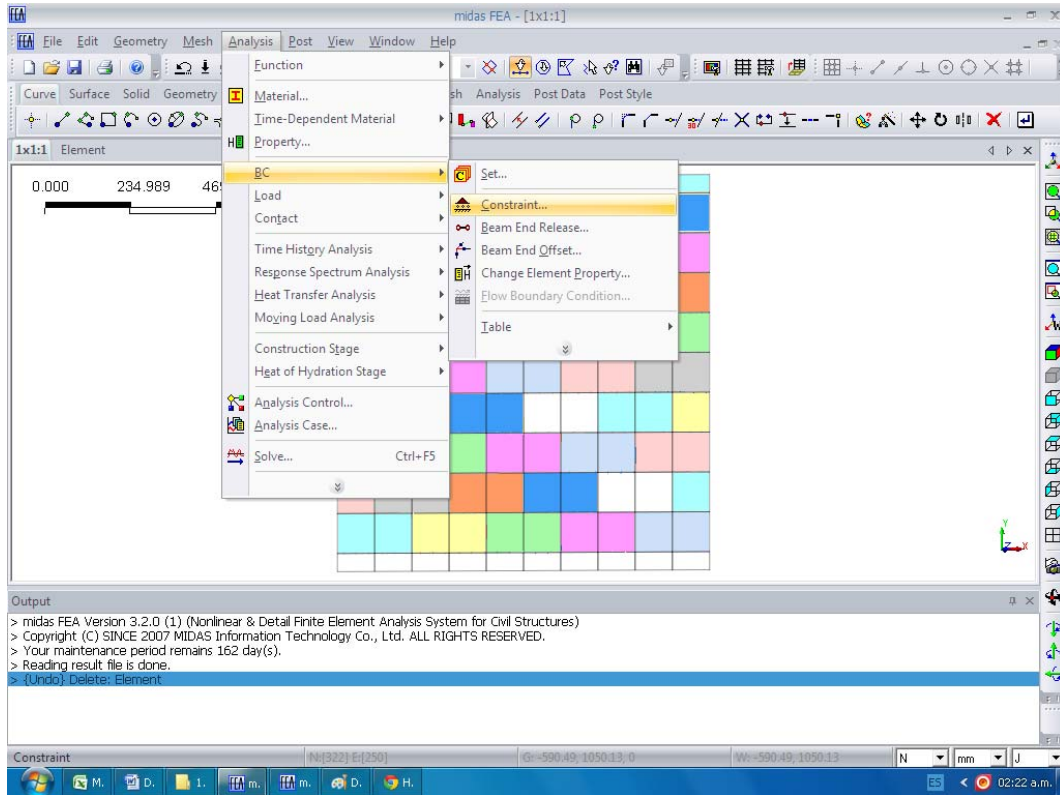 midas FEA - [1x1:1]
File Edit Geometry Mesh Analysis Post View Window Help
Curve Surface Solid Geometry sh Analysis Post Data Post Style
1x1:1 Element
0.000 234.989 46
Function
Material...
Time-Dependent Material
Property...
BC
Load
Contact
Time History Analysis
Response Spectrum Analysis
Heat Transfer Analysis
Moving Load Analysis
Construction Stage
Heat of Hydration Stage
Analysis Control...
Analysis Case...
Solve... Ctrl+F5
Set...
Constraint...
Beam End Release...
Beam End Offset...
Change Element Property...
Flow Boundary Condition...
Table
Y
Z X
Output
> midas FEA Version 3.2.0 (1) (Nonlinear & Detail Finite Element Analysis System for Civil Structures)
> Copyright (C) SINCE 2007 MIDAS Information Technology Co., Ltd. ALL RIGHTS RESERVED.
> Your maintenance period remains 162 day(s).
> Reading result file is done.
> {Undo} Delete: Element
Constraint N:[322] E:[250] G: -590.49, 1050.13, 0 W: -590.49, 1050.13 N mm J
M. D. 1. m. m. D. H. ES 02:22 a.m.